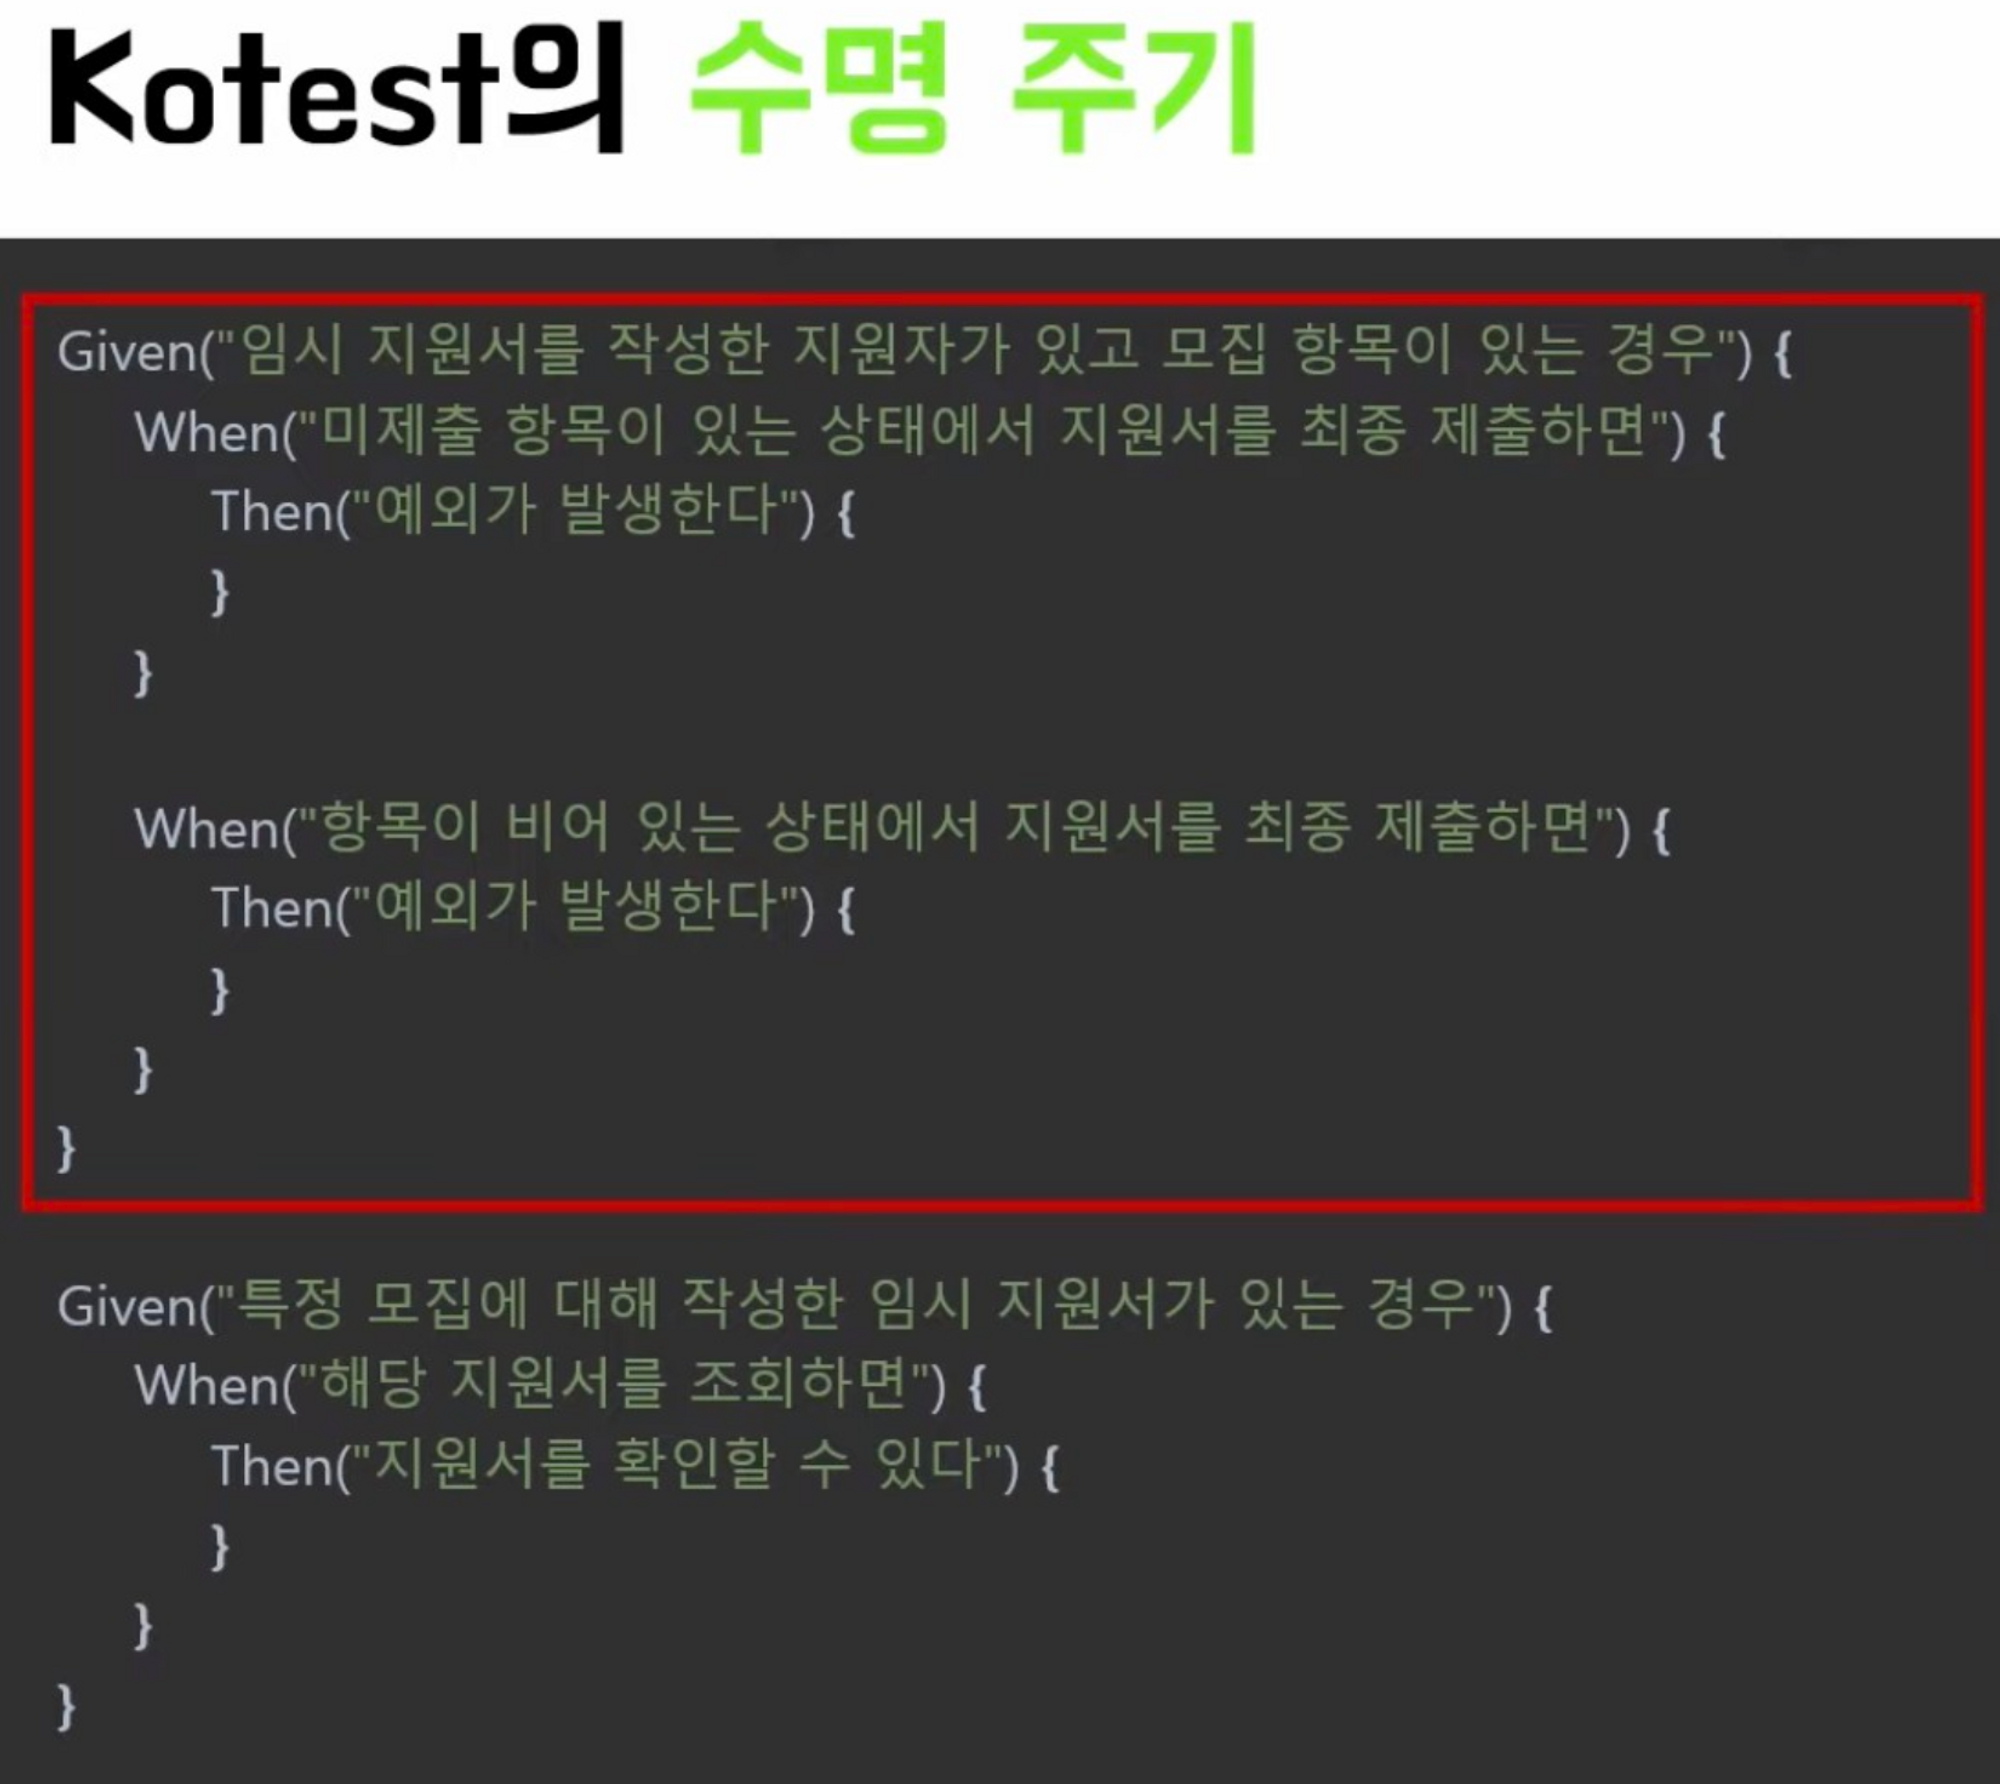 Kotest의 수명 주기
Given("임시 지원서를 작성한 지원자가 있고 모집 항목이 있는 경우") {
When("미제출 항목이 있는 상태에서 지원서를 최종 제출하면") {
Then("예외가 발생한다") {
}
}
When("항목이 비어 있는 상태에서 지원서를 최종 제출하면") {
Then("예외가 발생한다") {
}
}
}
Given("특정 모집에 대해 작성한 임시 지원서가 있는 경우") {
When("해당 지원서를 조회하면") {
Then("지원서를 확인할 수 있다") {
}
}
}